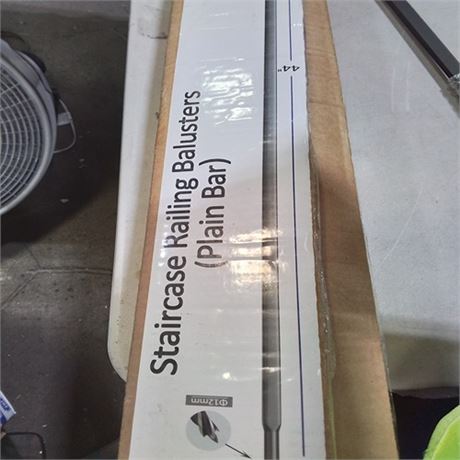 Staircase Railing Balusters
(Plain Bar)
44"
Φ12mm